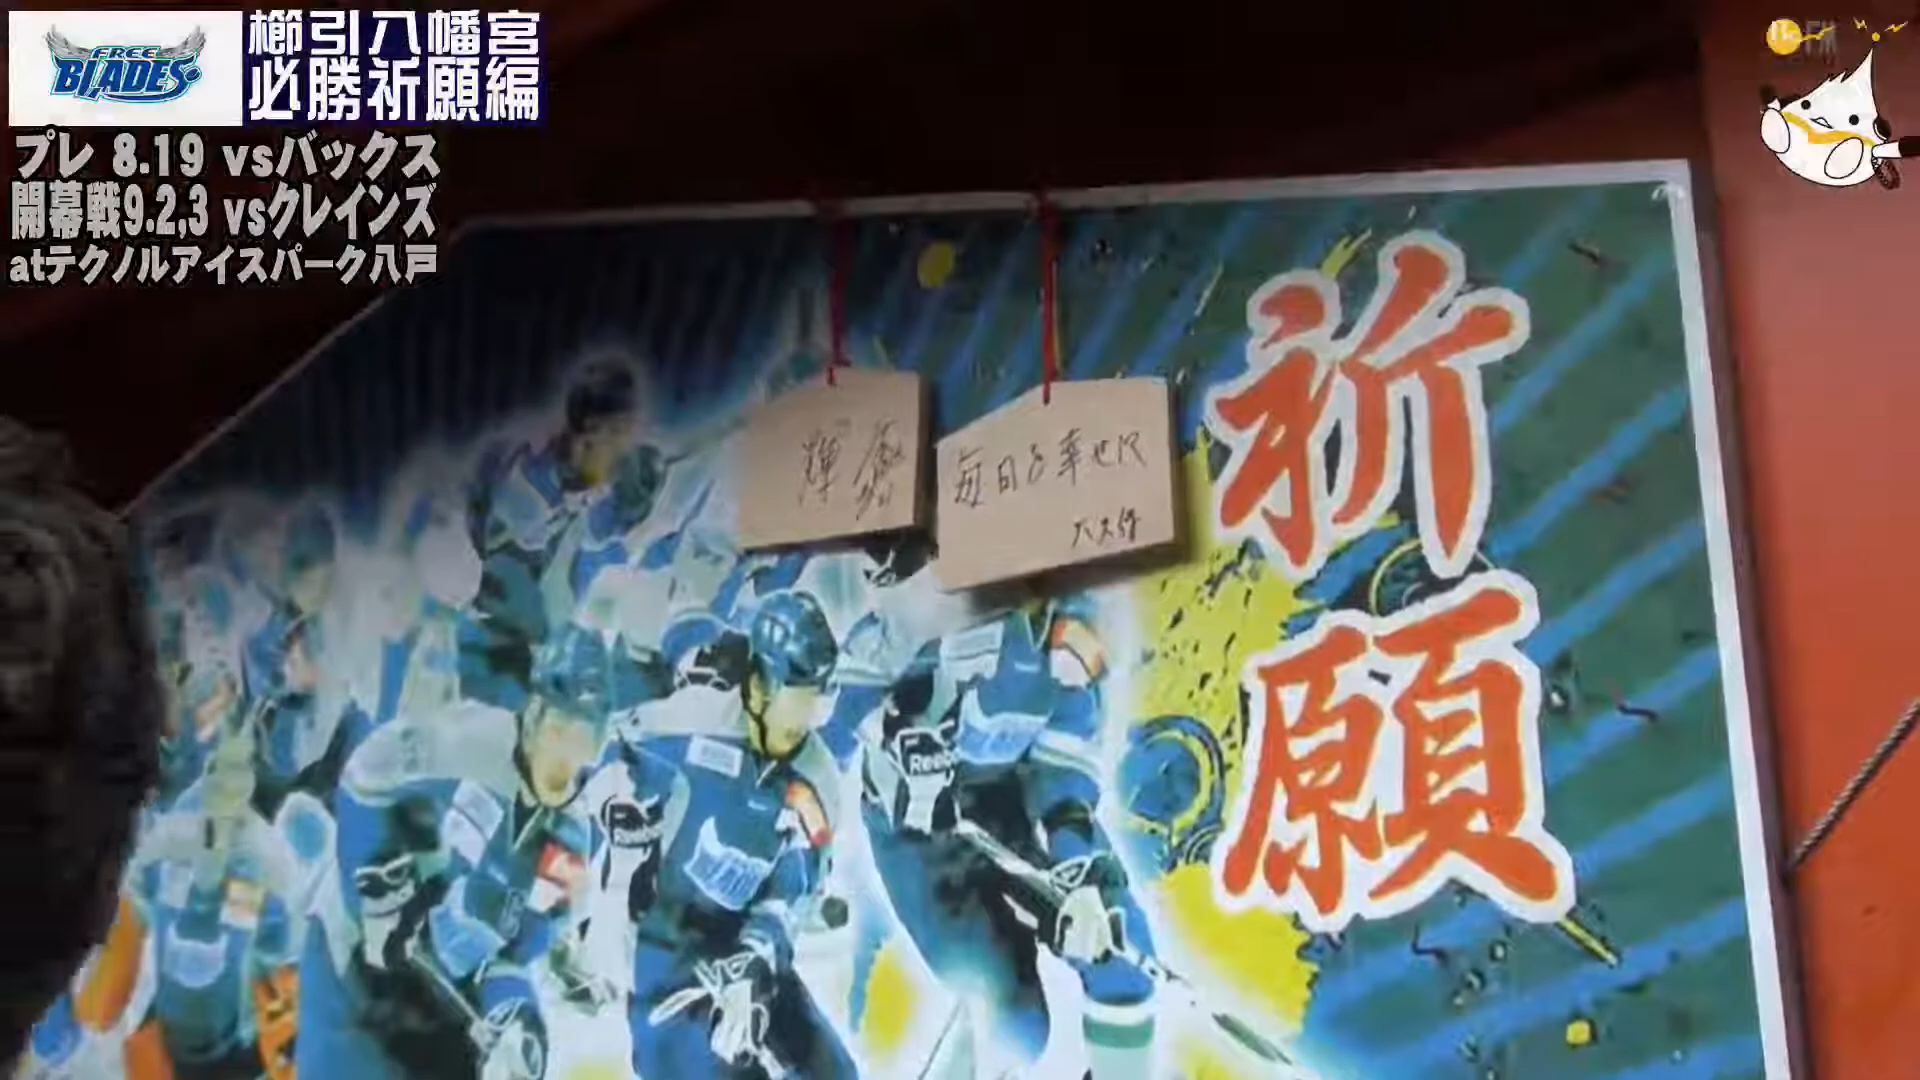 FREE
BLADES
櫛引八幡宮
必勝祈願編
プレ 8.19 vsバックス
開幕戦9.2,3 vsクレインズ
atテクノルアイスパーク八戸
BeFM
祈願
毎日を幸せに
Reebok
Reebok